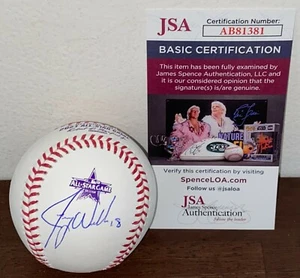 JSA
Certification Number:
AB81381
BASIC CERTIFICATION
This item has been fully examined by
James Spence Authentication, LLC and it
is our considered opinion that the
signature(s) is/are genuine.
ALL-STAR GAME
18
Verify this certification by visiting
SpenceLOA.com
Follow us @jsaloa
JSA
Authentication